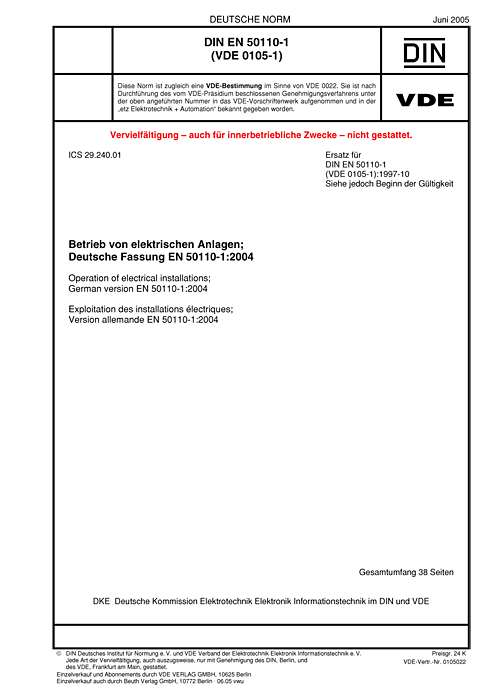 DEUTSCHE NORM
Juni 2005
DIN EN 50110-1
(VDE 0105-1)
DIN
Diese Norm ist zugleich eine VDE-Bestimmung im Sinne von VDE 0022. Sie ist nach
Durchführung des vom VDE-Präsidium beschlossenen Genehmigungsverfahrens unter
der oben angeführten Nummer in das VDE-Vorschriftenwerk aufgenommen und in der
„etz Elektrotechnik + Automation“ bekannt gegeben worden.
VDE
Vervielfältigung – auch für innerbetriebliche Zwecke – nicht gestattet.
ICS 29.240.01
Ersatz für
DIN EN 50110-1
(VDE 0105-1):1997-10
Siehe jedoch Beginn der Gültigkeit
Betrieb von elektrischen Anlagen;
Deutsche Fassung EN 50110-1:2004
Operation of electrical installations;
German version EN 50110-1:2004
Exploitation des installations électriques;
Version allemande EN 50110-1:2004
Gesamtumfang 38 Seiten
DKE Deutsche Kommission Elektrotechnik Elektronik Informationstechnik im DIN und VDE
© DIN Deutsches Institut für Normung e. V. und VDE Verband der Elektrotechnik Elektronik Informationstechnik e. V.
Jede Art der Vervielfältigung, auch auszugsweise, nur mit Genehmigung des DIN, Berlin, und
des VDE, Frankfurt am Main, gestattet.
Einzelverkauf und Abonnements durch VDE VERLAG GMBH, 10625 Berlin
Einzelverkauf auch durch Beuth Verlag GmbH, 10772 Berlin · 06.05 vwu
Preisgr. 24 K
VDE-Vertr.-Nr. 0105022